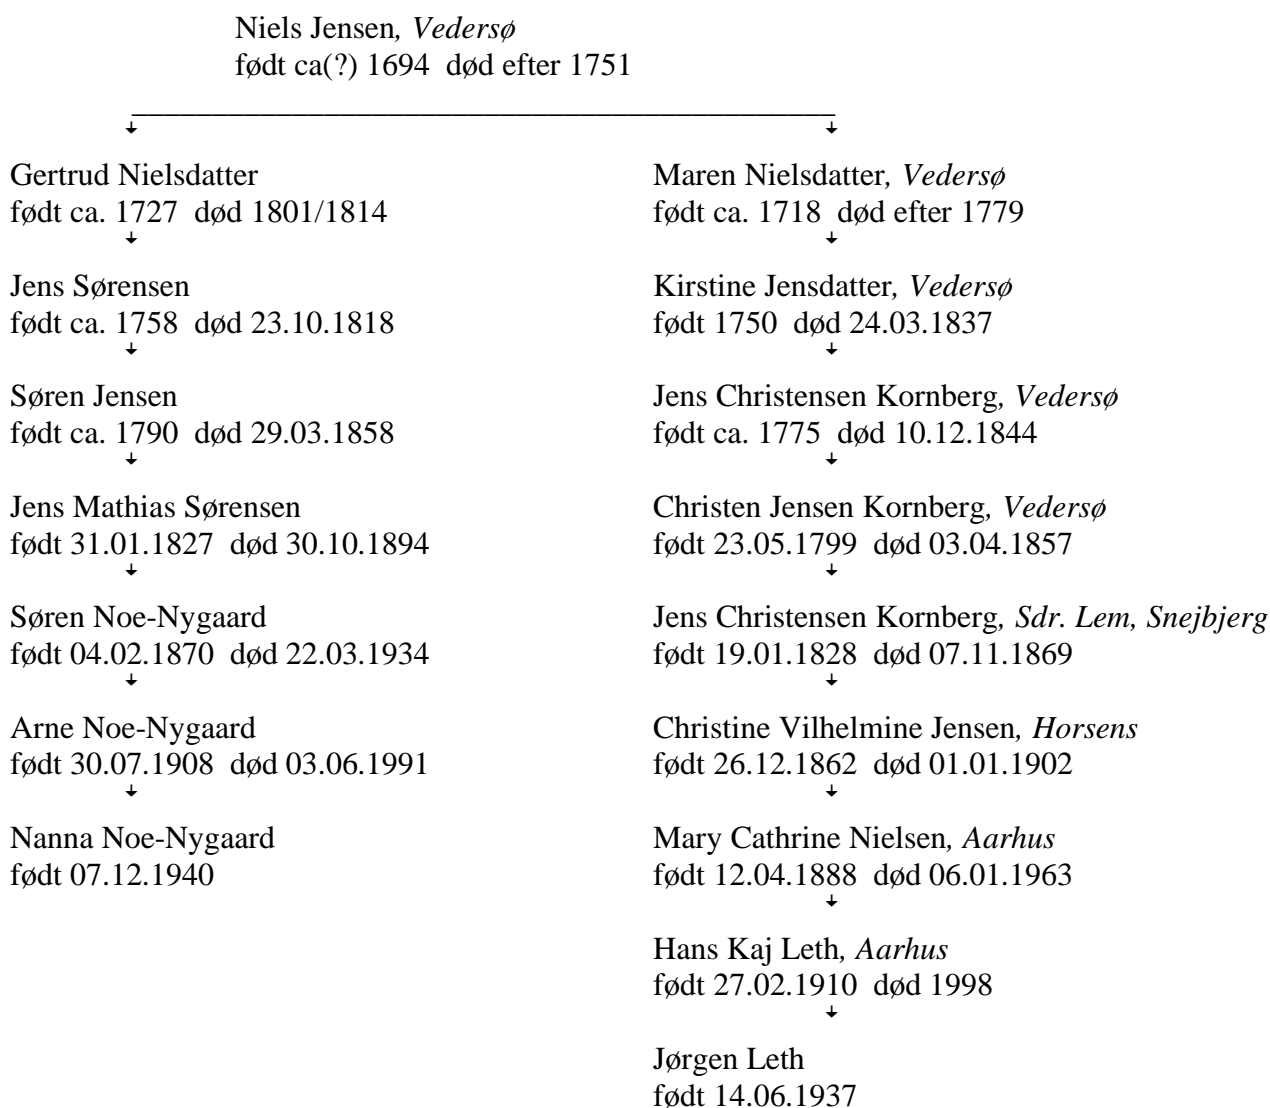 Niels Jensen, Vedersø
født ca(?) 1694 død efter 1751
Gertrud Nielsdatter
født ca. 1727 død 1801/1814
Jens Sørensen
født ca. 1758 død 23.10.1818
Søren Jensen
født ca. 1790 død 29.03.1858
Jens Mathias Sørensen
født 31.01.1827 død 30.10.1894
Søren Noe-Nygaard
født 04.02.1870 død 22.03.1934
Arne Noe-Nygaard
født 30.07.1908 død 03.06.1991
Nanna Noe-Nygaard
født 07.12.1940
Maren Nielsdatter, Vedersø
født ca. 1718 død efter 1779
Kirstine Jensdatter, Vedersø
født 1750 død 24.03.1837
Jens Christensen Kornberg, Vedersø
født ca. 1775 død 10.12.1844
Christen Jensen Kornberg, Vedersø
født 23.05.1799 død 03.04.1857
Jens Christensen Kornberg, Sdr. Lem, Snejbjerg
født 19.01.1828 død 07.11.1869
Christine Vilhelmine Jensen, Horsens
født 26.12.1862 død 01.01.1902
Mary Cathrine Nielsen, Aarhus
født 12.04.1888 død 06.01.1963
Hans Kaj Leth, Aarhus
født 27.02.1910 død 1998
Jørgen Leth
født 14.06.1937